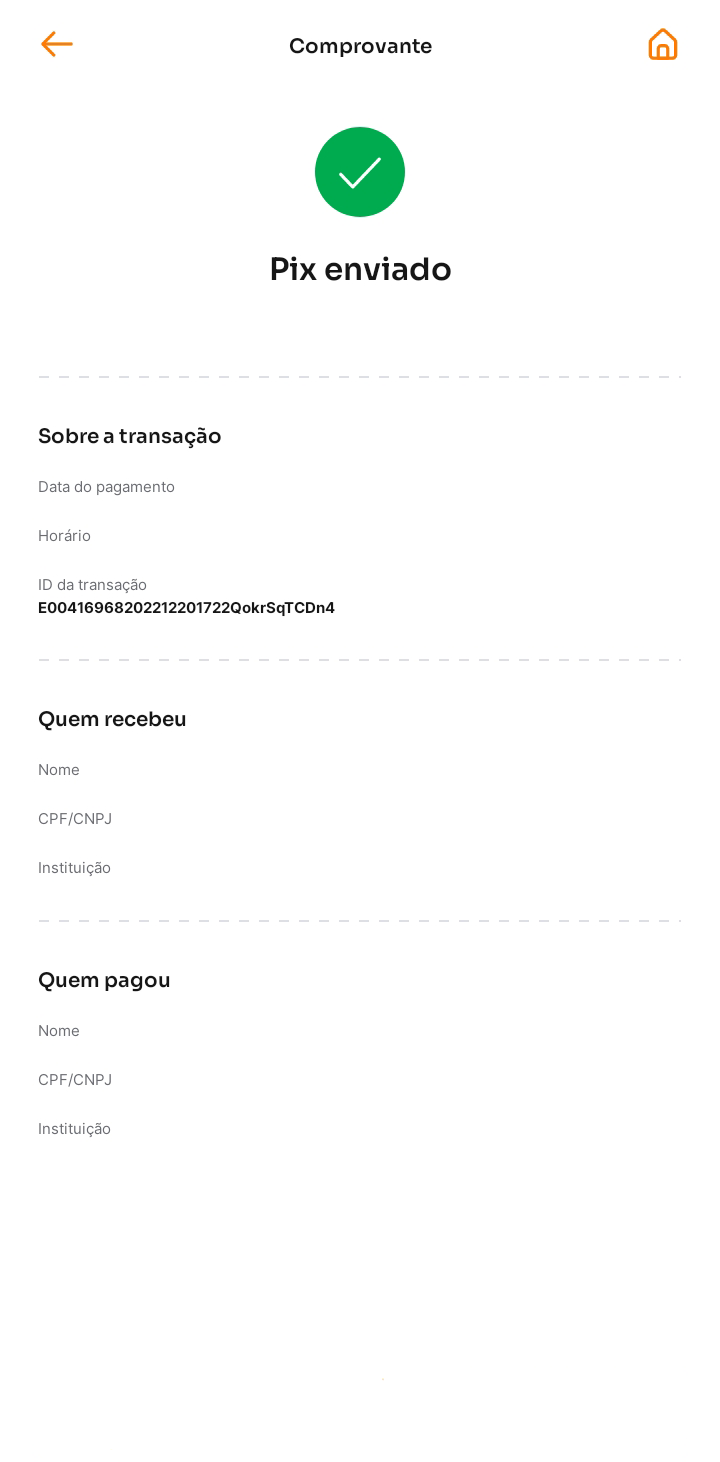 Comprovante
Pix enviado
Sobre a transação
Data do pagamento
Horário
ID da transação
E00416968202212201722QokrSqTCDn4
Quem recebeu
Nome
CPF/CNPJ
Instituição
Quem pagou
Nome
CPF/CNPJ
Instituição